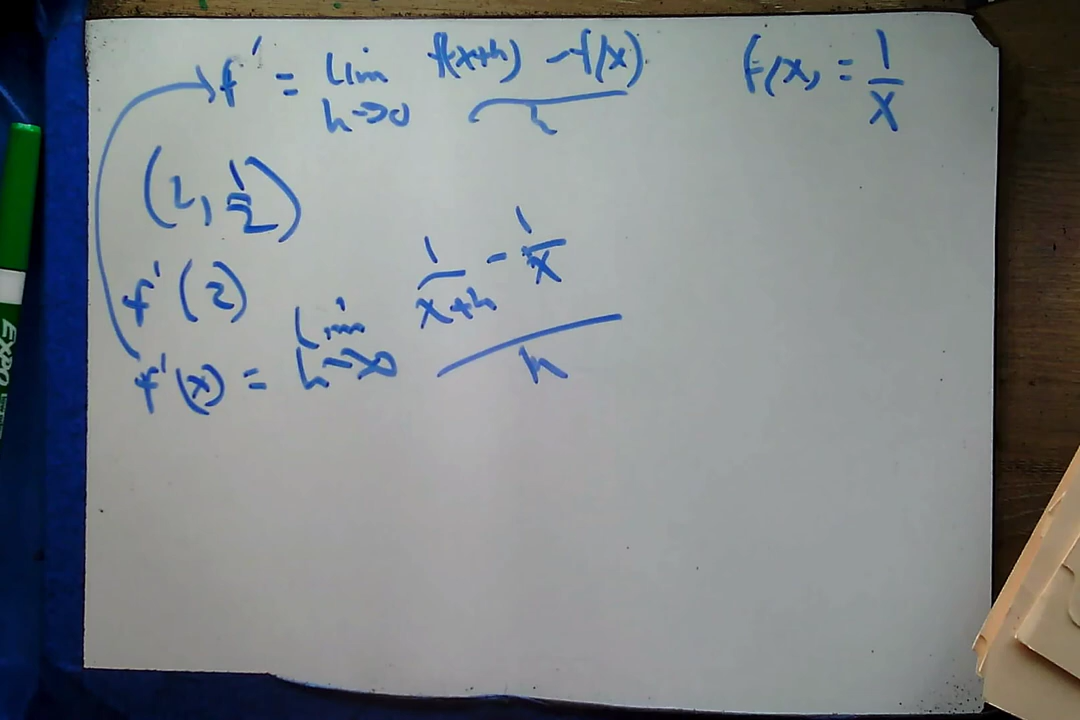 f' = lim h→0 f(x+h) - f(x) / h
f(x) = 1/x
(2, 1/2)
f'(2)
f'(x) = lim h→0 (1/(x+h) - 1/x) / h
EXPO